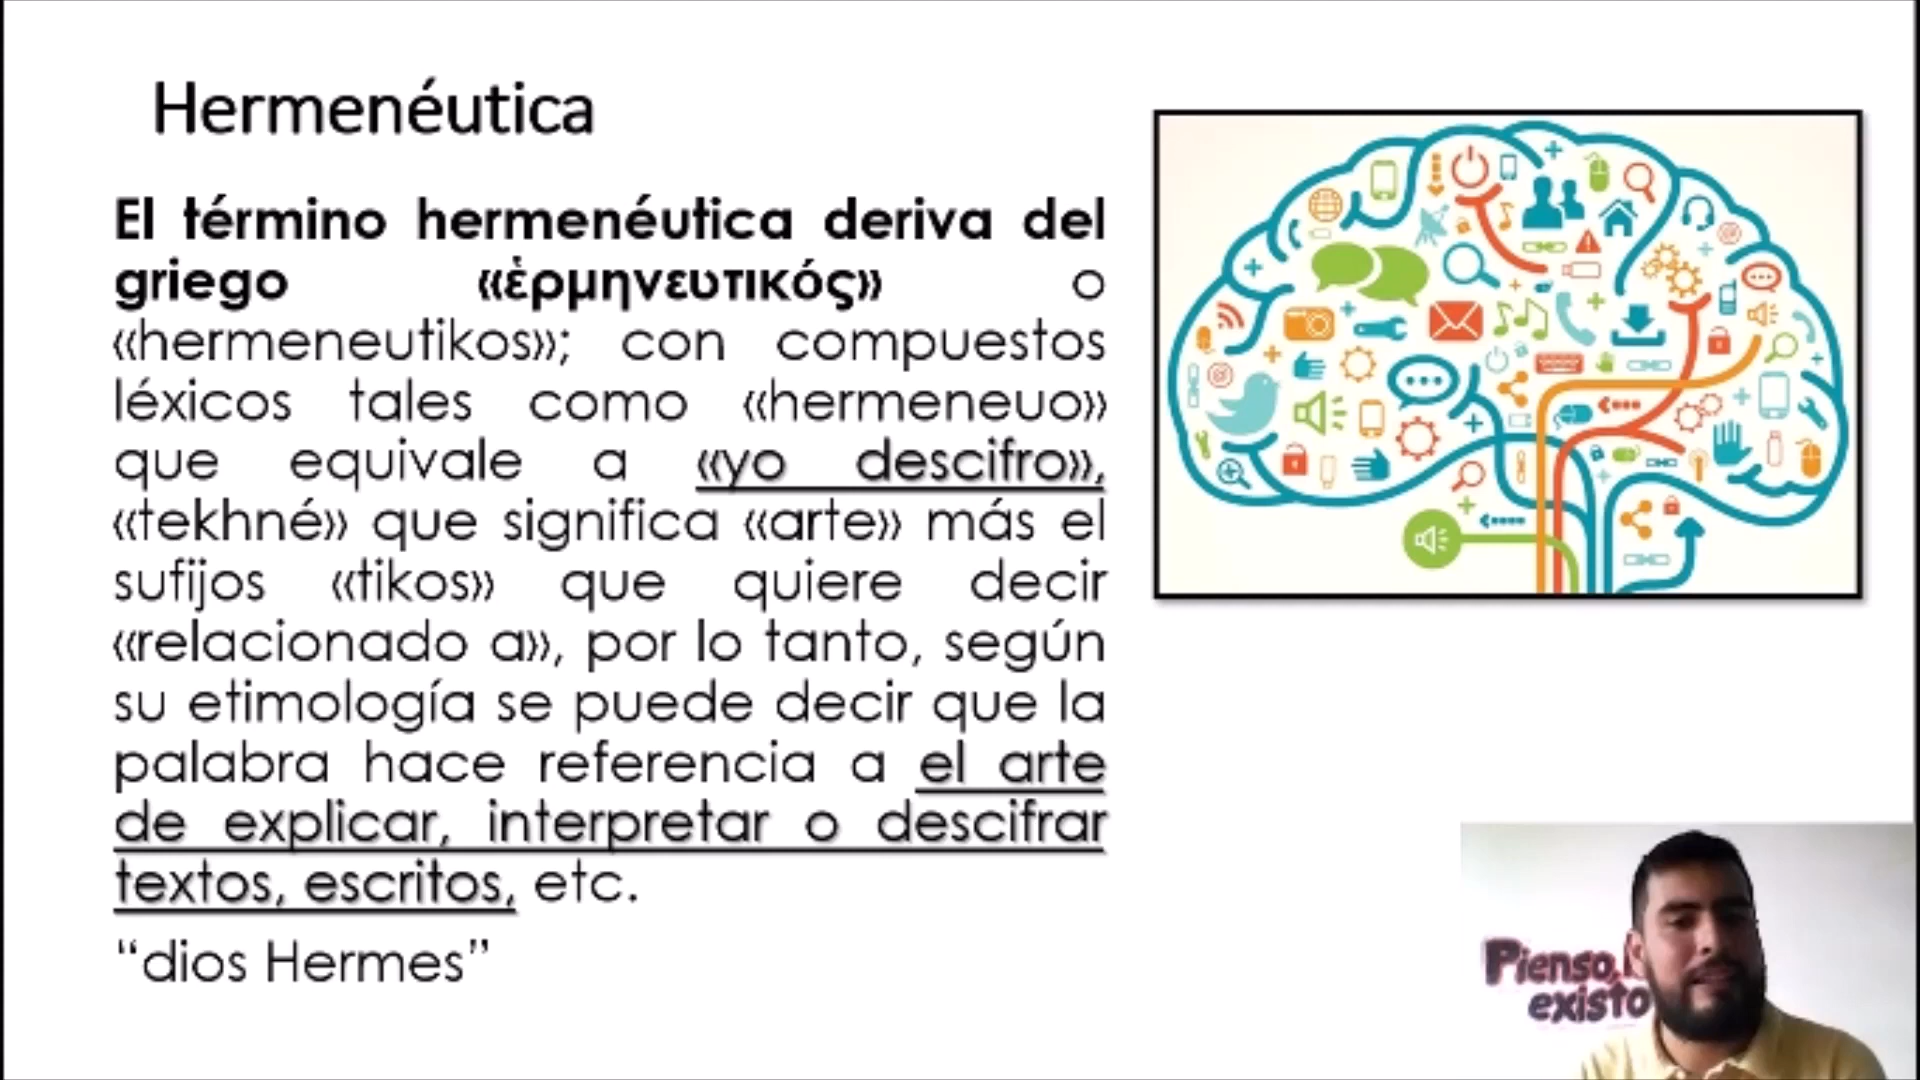 Hermenéutica
El término hermenéutica deriva del
griego «ἑρμηνευτικός» o
«hermeneutikos»; con compuestos
léxicos tales como «hermeneuo»
que equivale a «yo descifro»,
«tekhné» que significa «arte» más el
sufijos «tikos» que quiere decir
«relacionado a», por lo tanto, según
su etimología se puede decir que la
palabra hace referencia a el arte
de explicar, interpretar o descifrar
textos, escritos, etc.
“dios Hermes”
Pienso,
existo